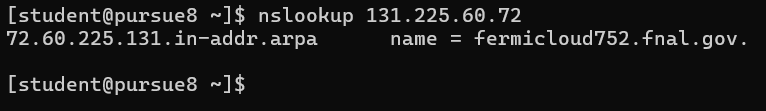 [student@pursue8 ~]$ nslookup 131.225.60.72
72.60.225.131.in-addr.arpa      name = fermicloud752.fnal.gov.
[student@pursue8 ~]$